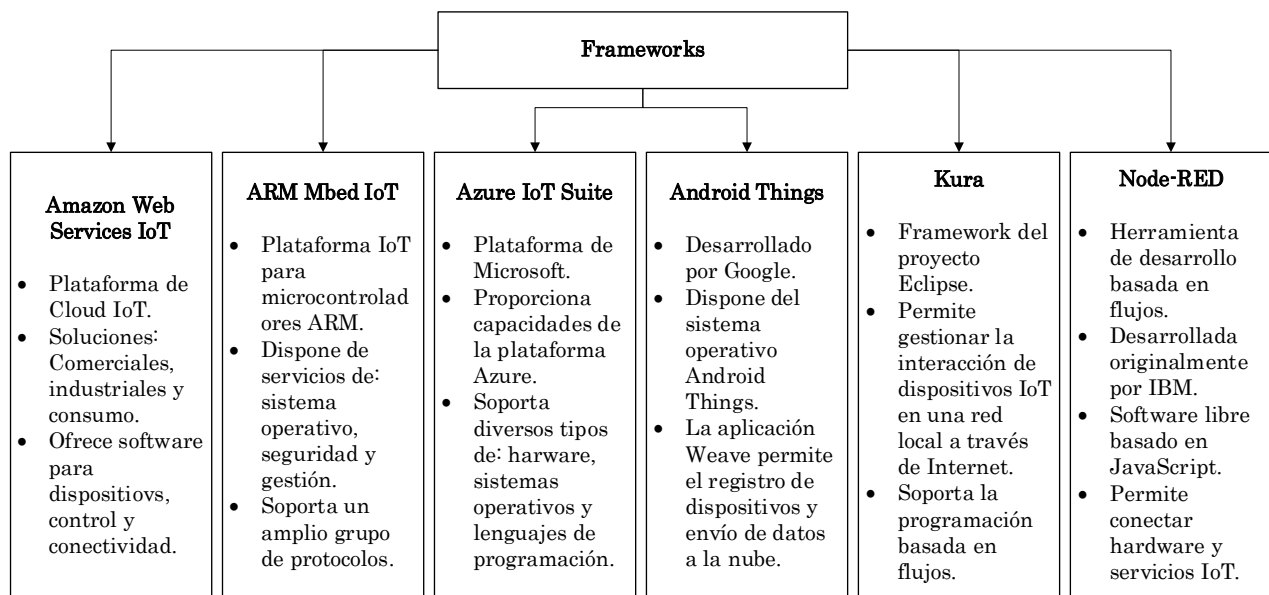 Frameworks
Amazon Web
Services IoT
• Plataforma de
Cloud IoT.
• Soluciones:
Comerciales,
industriales y
consumo.
• Ofrece software
para
dispositiovs,
control y
conectividad.
ARM Mbed IoT
• Plataforma IoT
para
microcontrolad
ores ARM.
• Dispone de
servicios de:
sistema
operativo,
seguridad y
gestión.
• Soporta un
amplio grupo
de protocolos.
Azure IoT Suite
• Plataforma de
Microsoft.
• Proporciona
capacidades de
la plataforma
Azure.
• Soporta
diversos tipos
de: harware,
sistemas
operativos y
lenguajes de
programación.
Android Things
• Desarrollado
por Google.
• Dispone del
sistema
operativo
Android
Things.
• La aplicación
Weave permite
el registro de
dispositivos y
envío de datos
a la nube.
Kura
• Framework del
proyecto
Eclipse.
• Permite
gestionar la
interacción de
dispositivos IoT
en una red
local a través
de Internet.
• Soporta la
programación
basada en
flujos.
Node-RED
• Herramienta
de desarrollo
basada en
flujos.
• Desarrollada
originalmente
por IBM.
• Software libre
basado en
JavaScript.
• Permite
conectar
hardware y
servicios IoT.